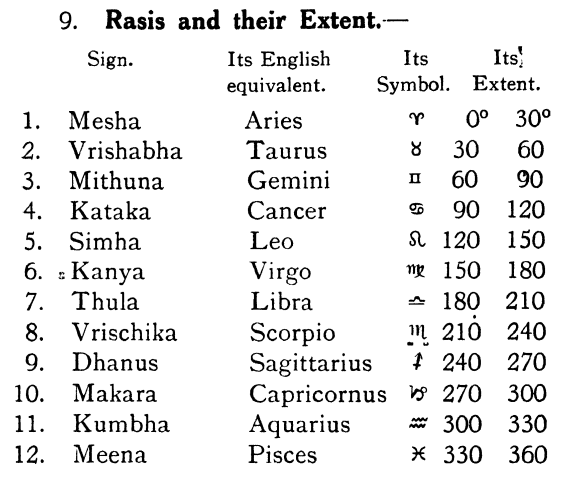 9. Rasis and their Extent.—
Sign. Its English Its Its
equivalent. Symbol. Extent.
1. Mesha Aries ♈ 0° 30°
2. Vrishabha Taurus ♉ 30 60
3. Mithuna Gemini ♊ 60 90
4. Kataka Cancer ♋ 90 120
5. Simha Leo ♌ 120 150
6. Kanya Virgo ♍ 150 180
7. Thula Libra ♎ 180 210
8. Vrischika Scorpio ♏ 210 240
9. Dhanus Sagittarius ♐ 240 270
10. Makara Capricornus ♑ 270 300
11. Kumbha Aquarius ♒ 300 330
12. Meena Pisces ♓ 330 360